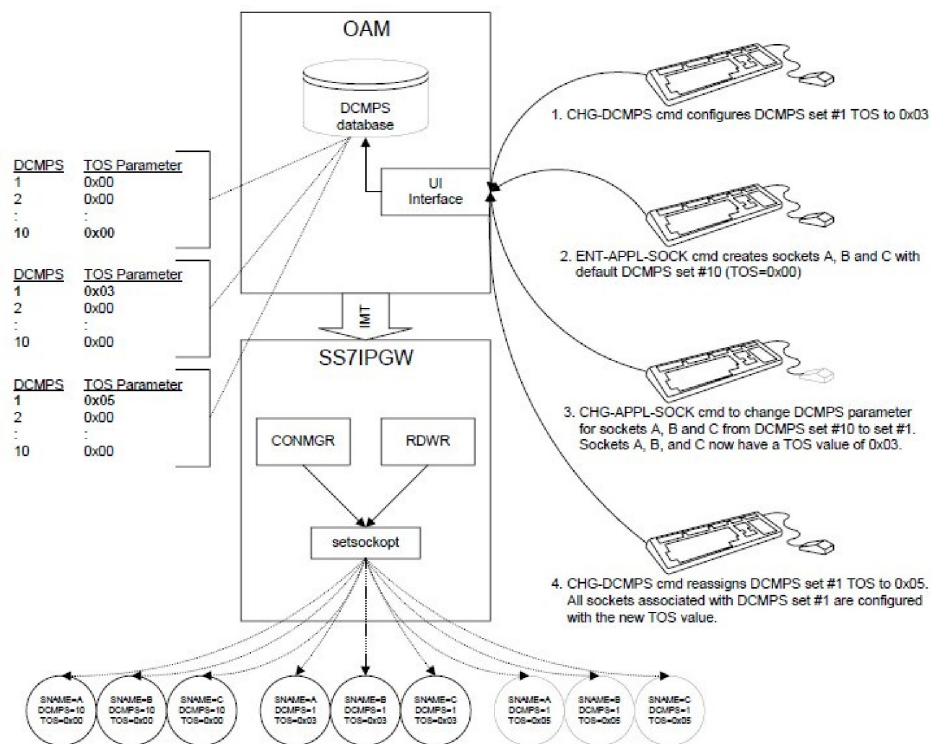 OAM
DCMPS
database
UI
Interface
1. CHG-DCMPS cmd configures DCMPS set #1 TOS to 0x03
2. ENT-APPL-SOCK cmd creates sockets A, B and C with
default DCMPS set #10 (TOS=0x00)
3. CHG-APPL-SOCK cmd to change DCMPS parameter
for sockets A, B and C from DCMPS set #10 to set #1.
Sockets A, B, and C now have a TOS value of 0x03.
4. CHG-DCMPS cmd reassigns DCMPS set #1 TOS to 0x05.
All sockets associated with DCMPS set #1 are configured
with the new TOS value.
DCMPS TOS Parameter
1 0x00
2 0x00
: :
10 0x00
DCMPS TOS Parameter
1 0x03
2 0x00
: :
10 0x00
DCMPS TOS Parameter
1 0x05
2 0x00
: :
10 0x00
IMT
SS7IPGW
CONMGR
RDWR
setsockopt
SNAME=A
DCMPS=10
TOS=0x00
SNAME=B
DCMPS=10
TOS=0x00
SNAME=C
DCMPS=10
TOS=0x00
SNAME=A
DCMPS=1
TOS=0x03
SNAME=B
DCMPS=1
TOS=0x03
SNAME=C
DCMPS=1
TOS=0x03
SNAME=A
DCMPS=1
TOS=0x05
SNAME=B
DCMPS=1
TOS=0x05
SNAME=C
DCMPS=1
TOS=0x05